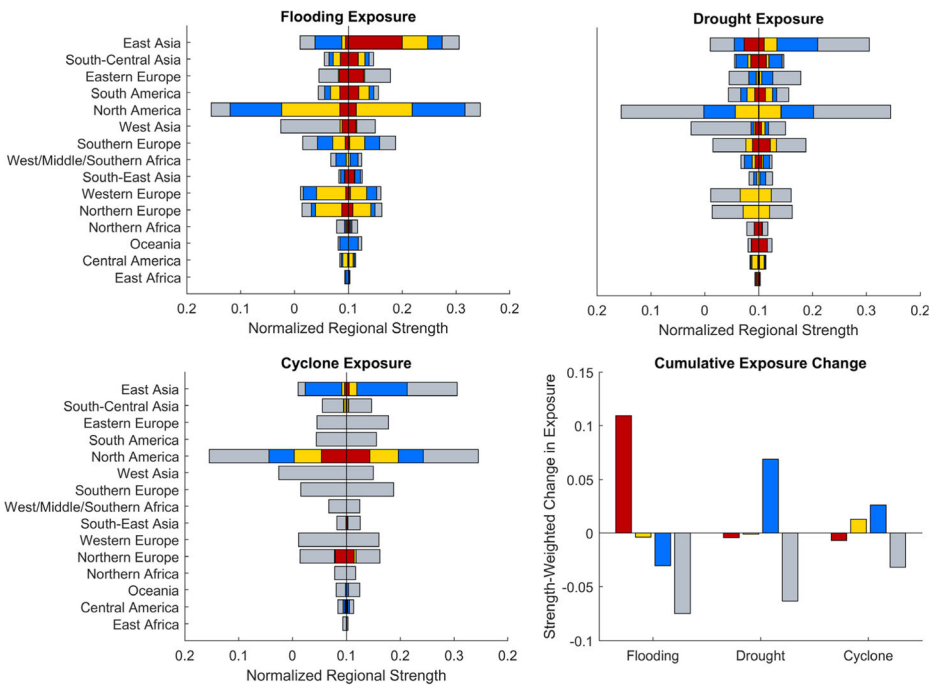 Flooding Exposure
East Asia
South-Central Asia
Eastern Europe
South America
North America
West Asia
Southern Europe
West/Middle/Southern Africa
South-East Asia
Western Europe
Northern Europe
Northern Africa
Oceania
Central America
East Africa
0.2 0.1 0 0.1 0.2 0.3 0.2
Normalized Regional Strength
Drought Exposure
0.2 0.1 0 0.1 0.2 0.3 0.2
Normalized Regional Strength
Cyclone Exposure
East Asia
South-Central Asia
Eastern Europe
South America
North America
West Asia
Southern Europe
West/Middle/Southern Africa
South-East Asia
Western Europe
Northern Europe
Northern Africa
Oceania
Central America
East Africa
0.2 0.1 0 0.1 0.2 0.3 0.2
Normalized Regional Strength
Cumulative Exposure Change
Strength-Weighted Change in Exposure
0.15
0.1
0.05
0
-0.05
-0.1
Flooding Drought Cyclone